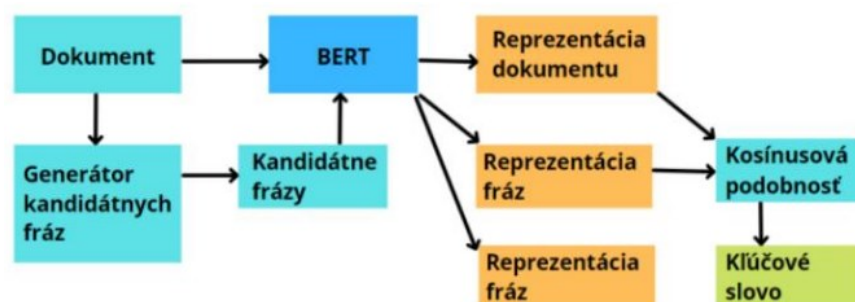 Dokument
BERT
Reprezentácia
dokumentu
Generátor
kandidátnych
fráz
Kandidátne
frázy
Reprezentácia
fráz
Kosínusová
podobnosť
Reprezentácia
fráz
Kľúčové
slovo